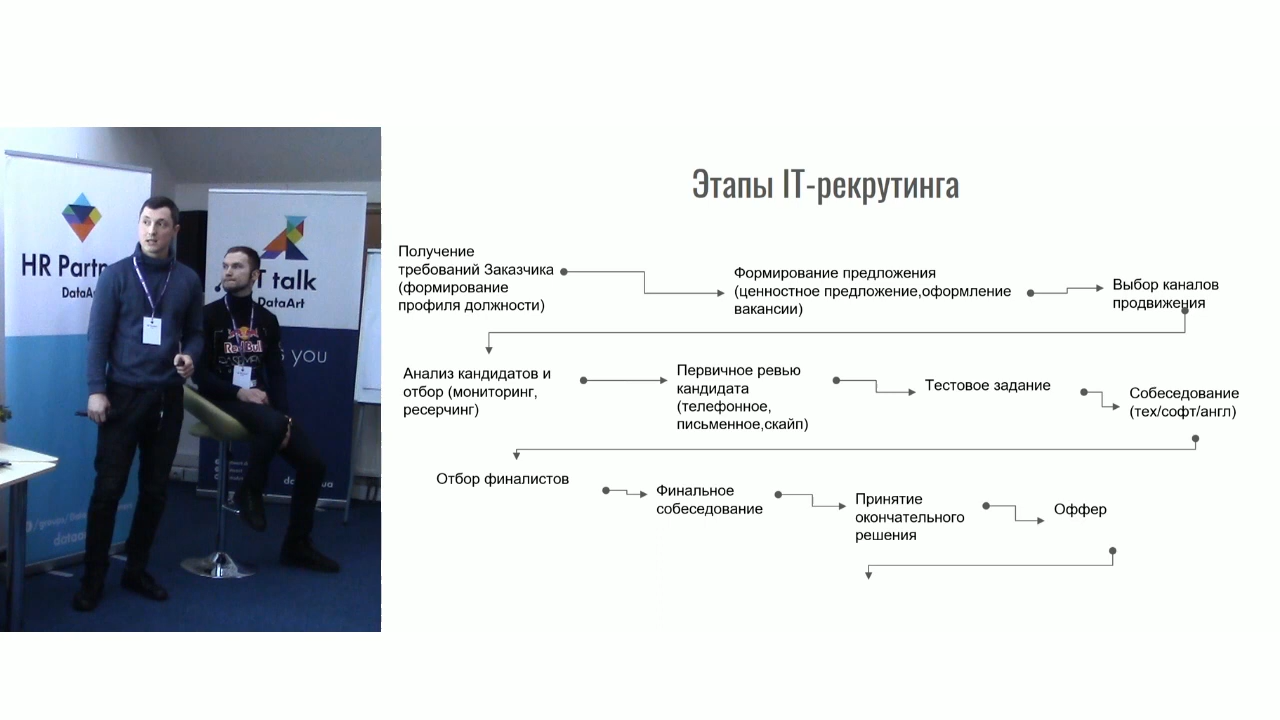 HR Partn
DataA
IT talk
DataArt
s you
Red Bull
Этапы IT-рекрутинга
Получение
требований Заказчика
(формирование
профиля должности)
Формирование предложения
(ценностное предложение,оформление
вакансии)
Выбор каналов
продвижения
Анализ кандидатов и
отбор (мониторинг,
ресерчинг)
Первичное ревью
кандидата
(телефонное,
письменное,скайп)
Тестовое задание
Собеседование
(тех/софт/англ)
Отбор финалистов
Финальное
собеседование
Принятие
окончательного
решения
Оффер